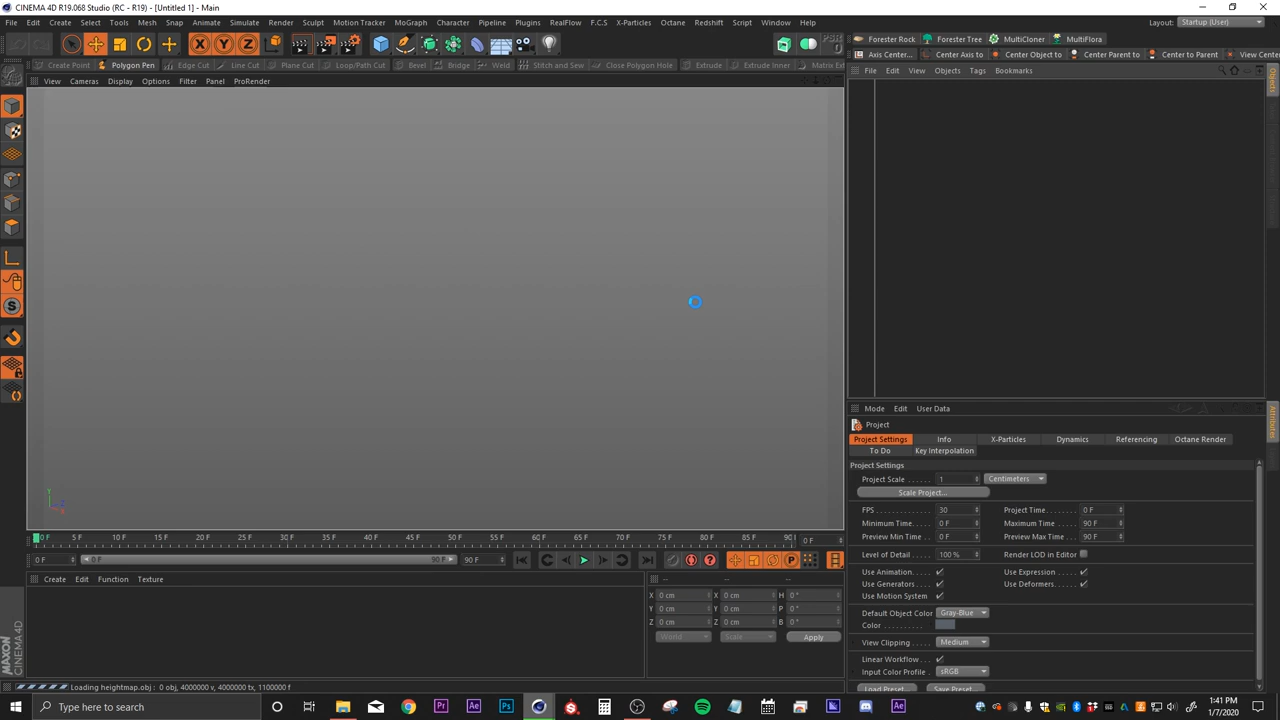 CINEMA 4D R19.068 Studio (RC - R19) - [Untitled 1] - Main
File Edit Create Select Tools Mesh Snap Animate Simulate Render Sculpt Motion Tracker MoGraph Character Pipeline Plugins RealFlow F.C.S X-Particles Octane Redshift Script Window Help
Layout: Startup (User)
X Y Z PSR
Forester Rock Forester Tree MultiCloner MultiFlora
Create Point Polygon Pen Edge Cut Line Cut Plane Cut Loop/Path Cut Bevel Bridge Weld Stitch and Sew Close Polygon Hole Extrude Extrude Inner Matrix Ext
Axis Center... Center Axis to Center Object to Center Parent to Center to Parent View Center
View Cameras Display Options Filter Panel ProRender
File Edit View Objects Tags Bookmarks
Objects
Mode Edit User Data
Attributes
Project
Project Settings Info X-Particles Dynamics Referencing Octane Render
To Do Key Interpolation
Project Settings
Project Scale 1 Centimeters
Scale Project...
FPS 30 Project Time 0 F
Minimum Time 0 F Maximum Time 90 F
Preview Min Time 0 F Preview Max Time 90 F
Level of Detail 100 % Render LOD in Editor
Use Animation Use Expression
Use Generators Use Deformers
Use Motion System
Default Object Color Gray-Blue
Color
View Clipping Medium
Linear Workflow
Input Color Profile sRGB
Load Preset... Save Preset...
Y Z X
0 F 5 F 10 F 15 F 20 F 25 F 30 F 35 F 40 F 45 F 50 F 55 F 60 F 65 F 70 F 75 F 80 F 85 F 90 0 F
0 F 0 F 90 F 90 F
Create Edit Function Texture
-- -- --
X 0 cm X 0 cm H 0 °
Y 0 cm Y 0 cm P 0 °
Z 0 cm Z 0 cm B 0 °
World Scale Apply
MAXON CINEMA 4D
Loading heightmap.obj : 0 obj, 4000000 v, 4000000 tx, 1100000 f
Type here to search
Pr Ae Ps Ae
1:41 PM
1/7/2020